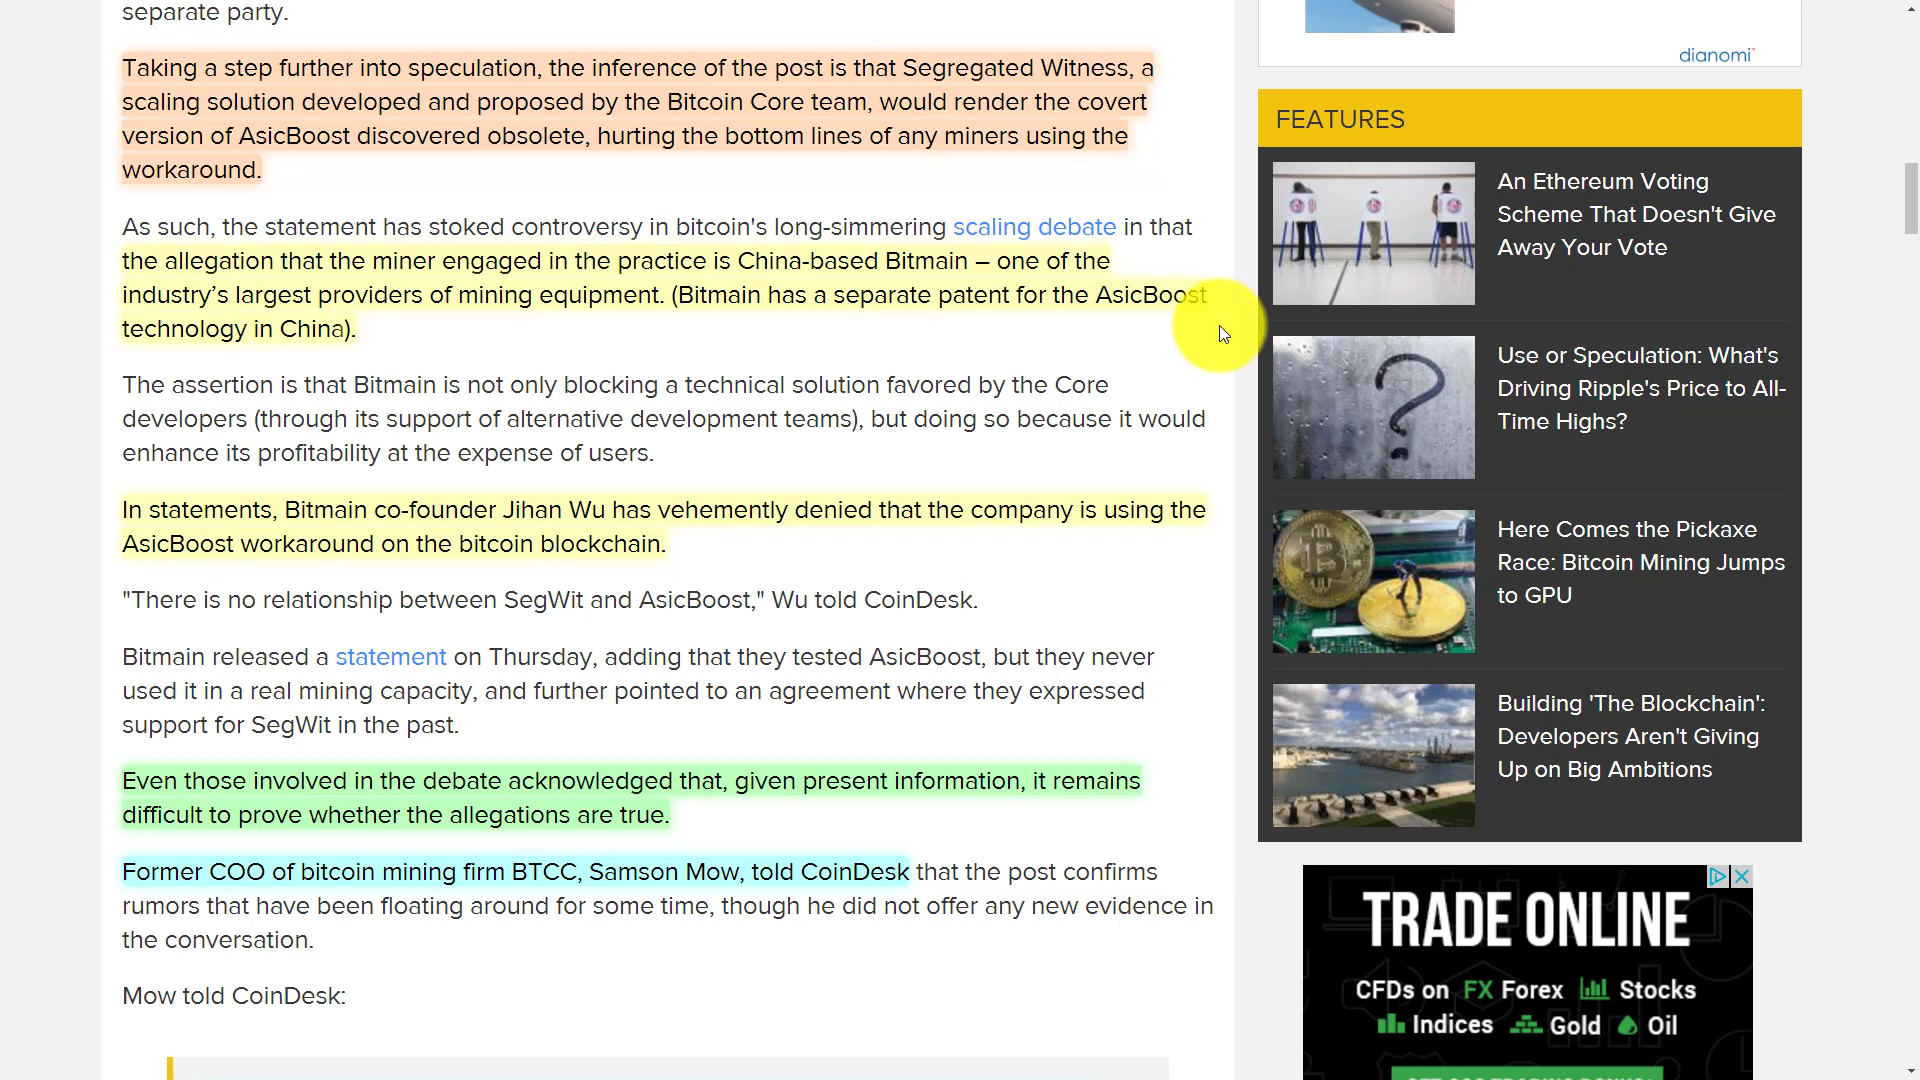 separate party.
Taking a step further into speculation, the inference of the post is that Segregated Witness, a
scaling solution developed and proposed by the Bitcoin Core team, would render the covert
version of AsicBoost discovered obsolete, hurting the bottom lines of any miners using the
workaround.
As such, the statement has stoked controversy in bitcoin's long-simmering scaling debate in that
the allegation that the miner engaged in the practice is China-based Bitmain – one of the
industry’s largest providers of mining equipment. (Bitmain has a separate patent for the AsicBoost
technology in China).
The assertion is that Bitmain is not only blocking a technical solution favored by the Core
developers (through its support of alternative development teams), but doing so because it would
enhance its profitability at the expense of users.
In statements, Bitmain co-founder Jihan Wu has vehemently denied that the company is using the
AsicBoost workaround on the bitcoin blockchain.
"There is no relationship between SegWit and AsicBoost," Wu told CoinDesk.
Bitmain released a statement on Thursday, adding that they tested AsicBoost, but they never
used it in a real mining capacity, and further pointed to an agreement where they expressed
support for SegWit in the past.
Even those involved in the debate acknowledged that, given present information, it remains
difficult to prove whether the allegations are true.
Former COO of bitcoin mining firm BTCC, Samson Mow, told CoinDesk that the post confirms
rumors that have been floating around for some time, though he did not offer any new evidence in
the conversation.
Mow told CoinDesk:
dianomi
FEATURES
An Ethereum Voting
Scheme That Doesn't Give
Away Your Vote
Use or Speculation: What's
Driving Ripple's Price to All-
Time Highs?
Here Comes the Pickaxe
Race: Bitcoin Mining Jumps
to GPU
Building 'The Blockchain':
Developers Aren't Giving
Up on Big Ambitions
TRADE ONLINE
CFDs on FX Forex Stocks
Indices Gold Oil